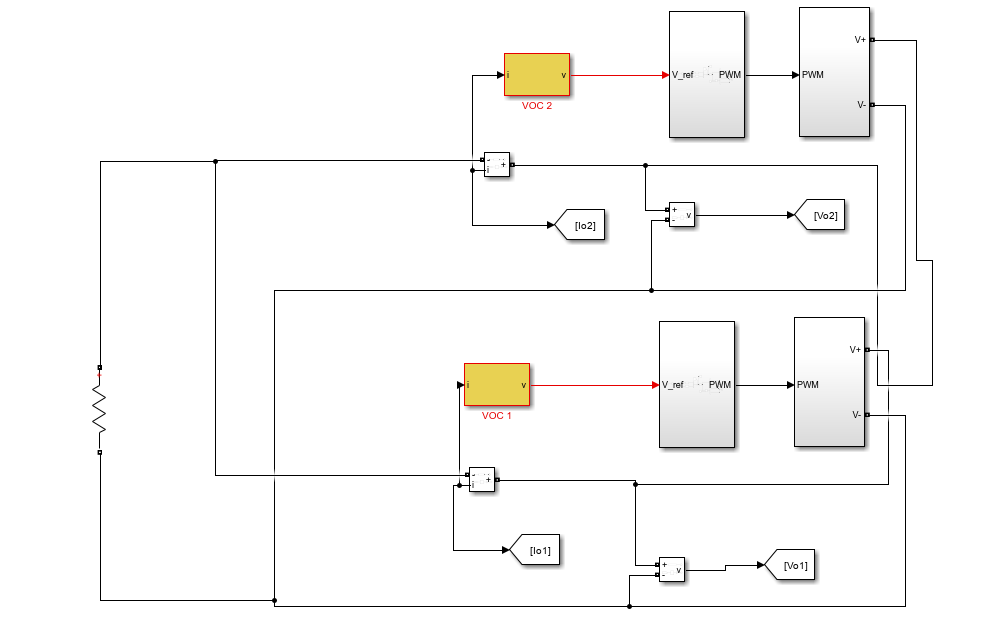 V+
i v V_ref PWM PWM
VOC 2
V-
- +
i
+
- v [Vo2]
[Io2]
V+
i v V_ref PWM PWM
VOC 1
V-
+
- +
i
[Io1]
+
- v [Vo1]